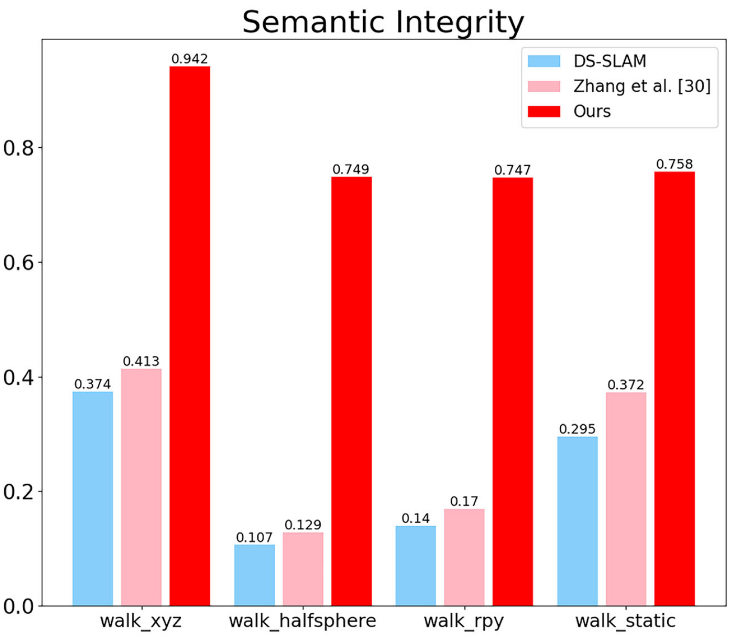 Semantic Integrity
DS-SLAM
Zhang et al. [30]
Ours
0.942
0.8
0.749
0.747
0.758
0.6
0.4
0.374
0.413
0.372
0.295
0.2
0.107
0.129
0.14
0.17
0.0
walk_xyz
walk_halfsphere
walk_rpy
walk_static